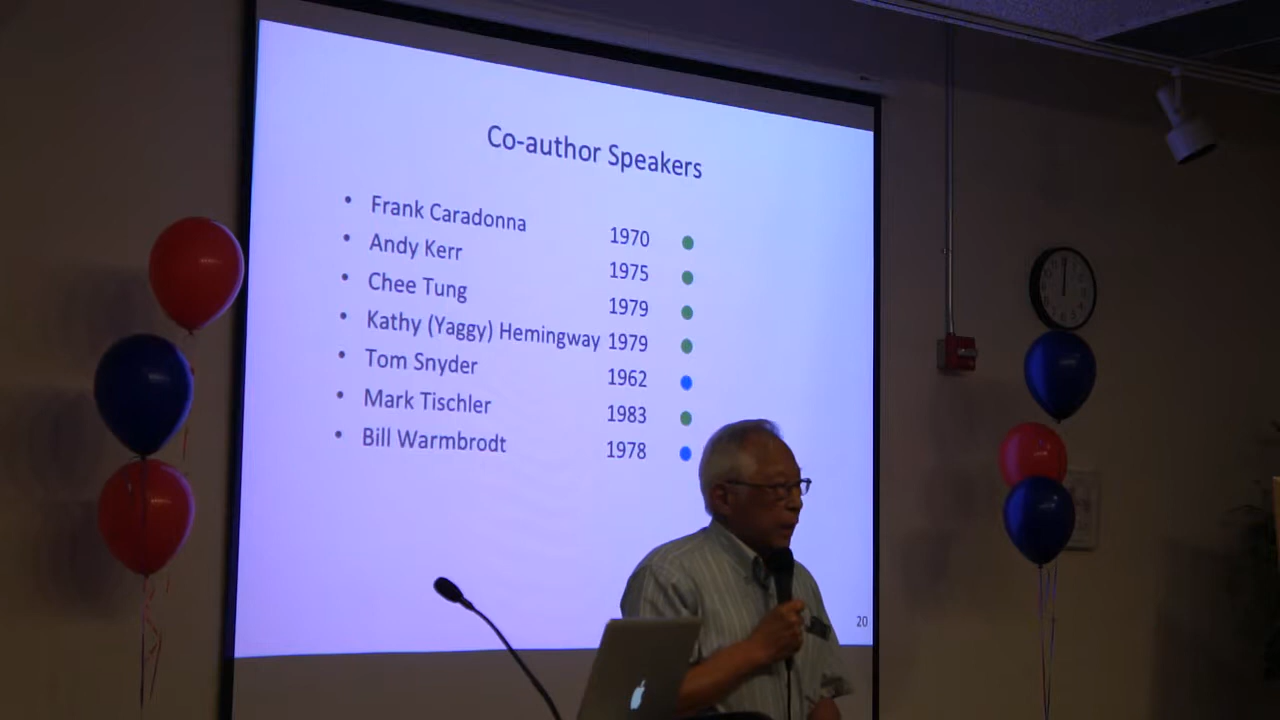 Co-author Speakers
• Frank Caradonna 1970
• Andy Kerr 1975
• Chee Tung 1979
• Kathy (Yaggy) Hemingway 1979
• Tom Snyder 1962
• Mark Tischler 1983
• Bill Warmbrodt 1978
20